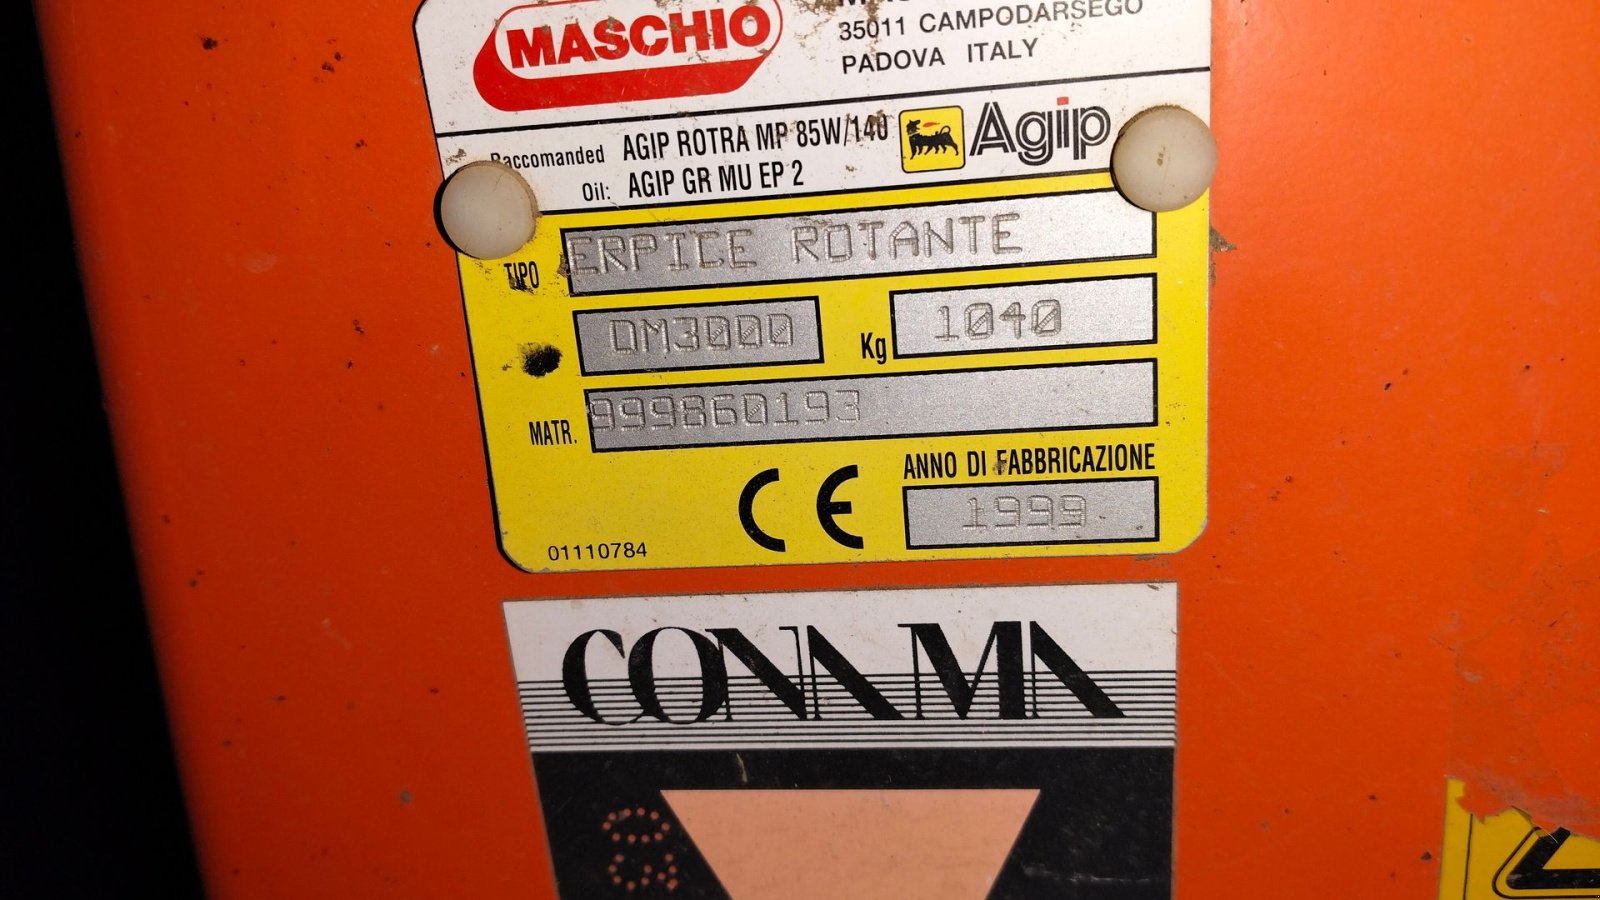 MASCHIO
35011 CAMPODARSEGO
PADOVA ITALY
Raccomanded AGIP ROTRA MP 85W/140
Oil: AGIP GR MU EP 2
Agip
TIPO ERPICE ROTANTE
DM3000 Kg 1040
MATR. 999860193
ANNO DI FABBRICAZIONE
CE 1999
01110784
CONAMA